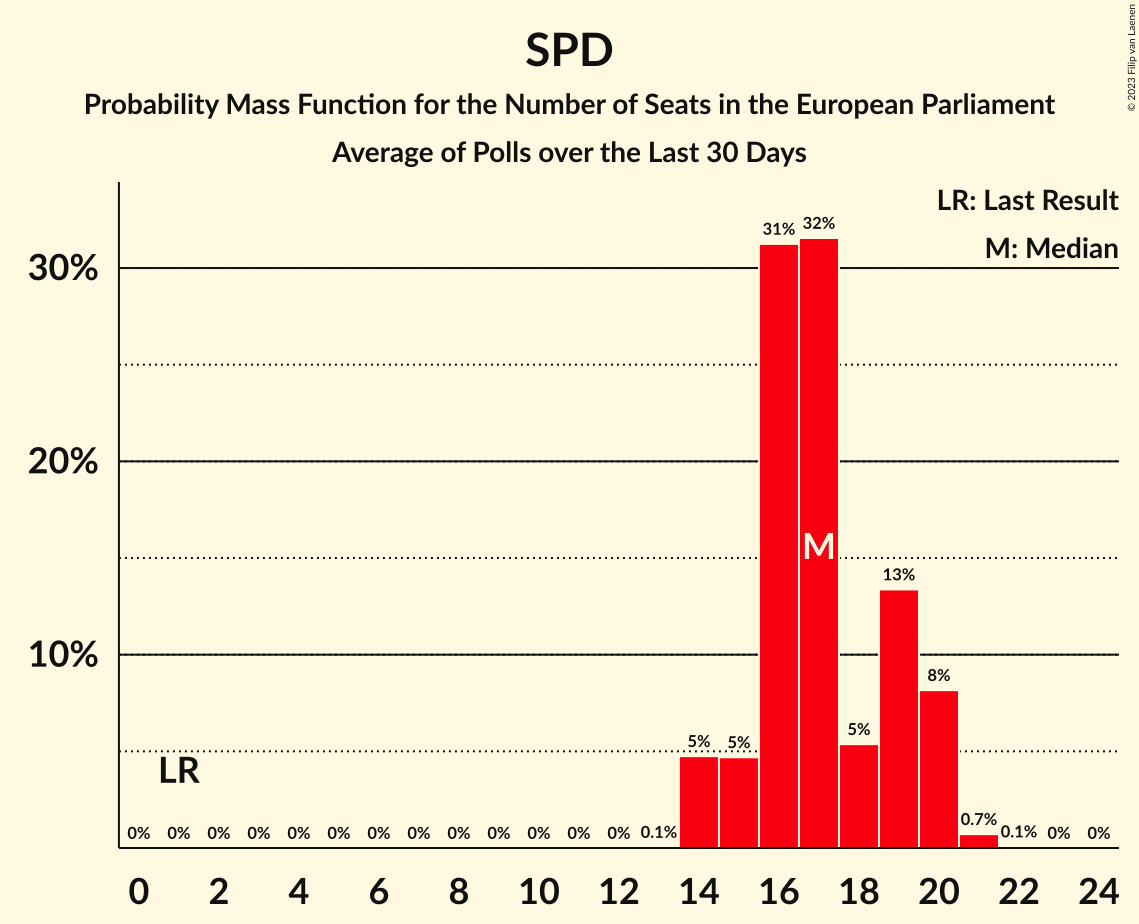 SPD
Probability Mass Function for the Number of Seats in the European Parliament
Average of Polls over the Last 30 Days
© 2023 Filip van Laenen
LR: Last Result
M: Median
30%
20%
10%
31%
32%
M
13%
8%
5%
5%
5%
LR
0% 0% 0% 0% 0% 0% 0% 0% 0% 0% 0% 0% 0% 0.1% 0.7% 0.1% 0% 0%
0 2 4 6 8 10 12 14 16 18 20 22 24